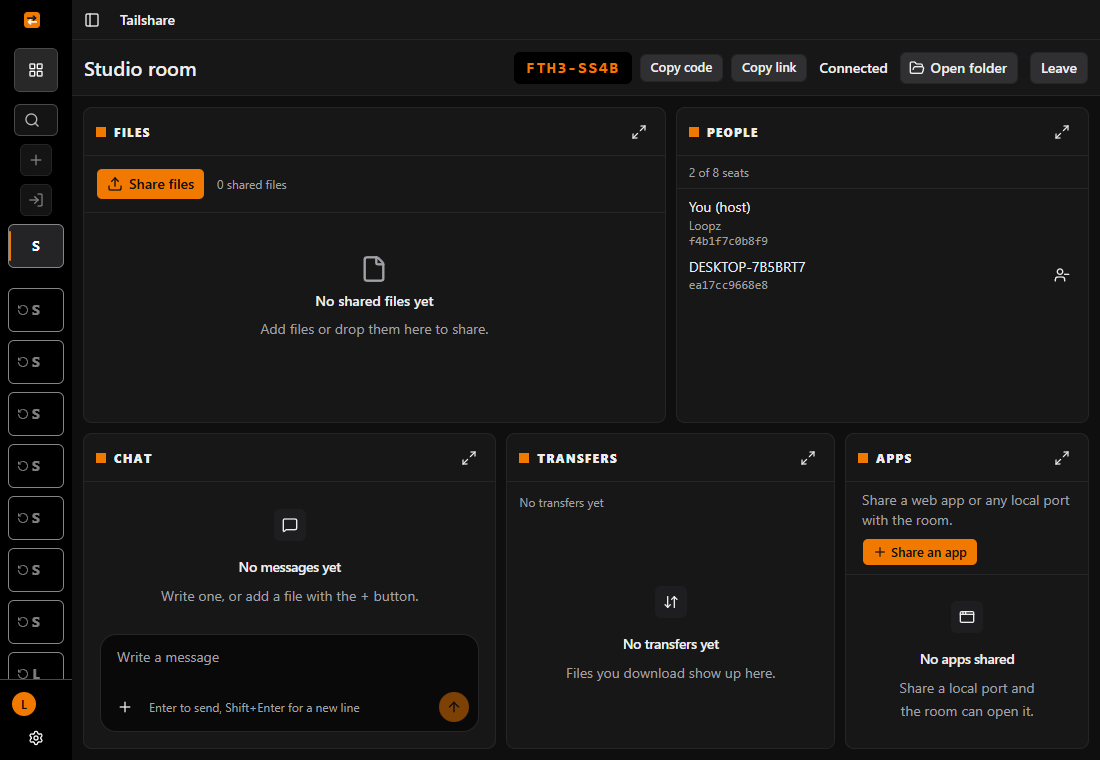 Tailshare
Studio room
FTH3-SS4B
Copy code
Copy link
Connected
Open folder
Leave
S
S
S
S
S
S
S
S
L
L
FILES
Share files
0 shared files
No shared files yet
Add files or drop them here to share.
PEOPLE
2 of 8 seats
You (host)
Loopz
f4b1f7c0b8f9
DESKTOP-7B5BRT7
ea17cc9668e8
CHAT
No messages yet
Write one, or add a file with the + button.
Write a message
Enter to send, Shift+Enter for a new line
TRANSFERS
No transfers yet
No transfers yet
Files you download show up here.
APPS
Share a web app or any local port
with the room.
Share an app
No apps shared
Share a local port and
the room can open it.